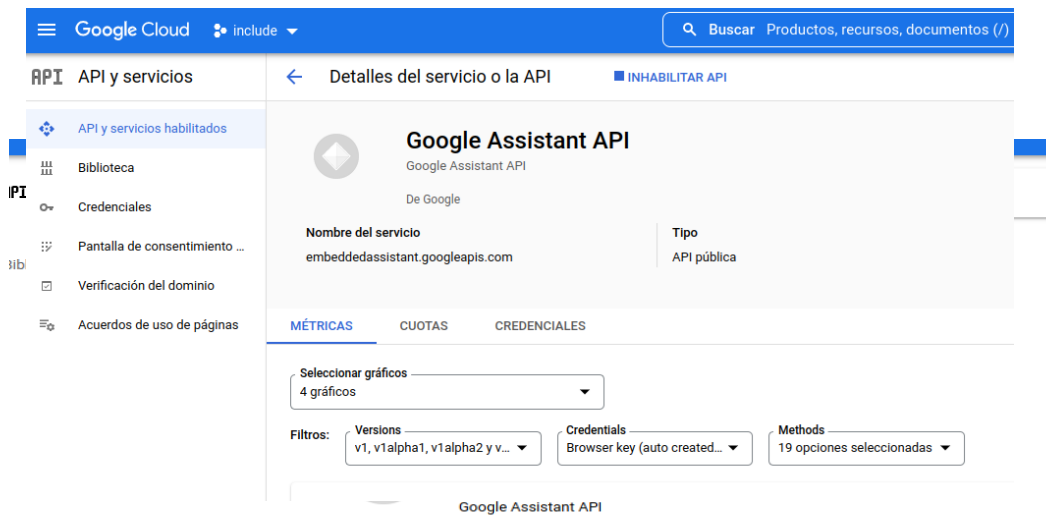 Google Cloud include Buscar Productos, recursos, documentos (/)
API API y servicios
Detalles del servicio o la API INHABILITAR API
API y servicios habilitados
Biblioteca
Credenciales
Pantalla de consentimiento ...
Verificación del dominio
Acuerdos de uso de páginas
Google Assistant API
Google Assistant API
De Google
Nombre del servicio Tipo
embeddedassistant.googleapis.com API pública
MÉTRICAS CUOTAS CREDENCIALES
Seleccionar gráficos
4 gráficos
Filtros:
Versions Credentials Methods
v1, v1alpha1, v1alpha2 y v... Browser key (auto created... 19 opciones seleccionadas
Google Assistant API